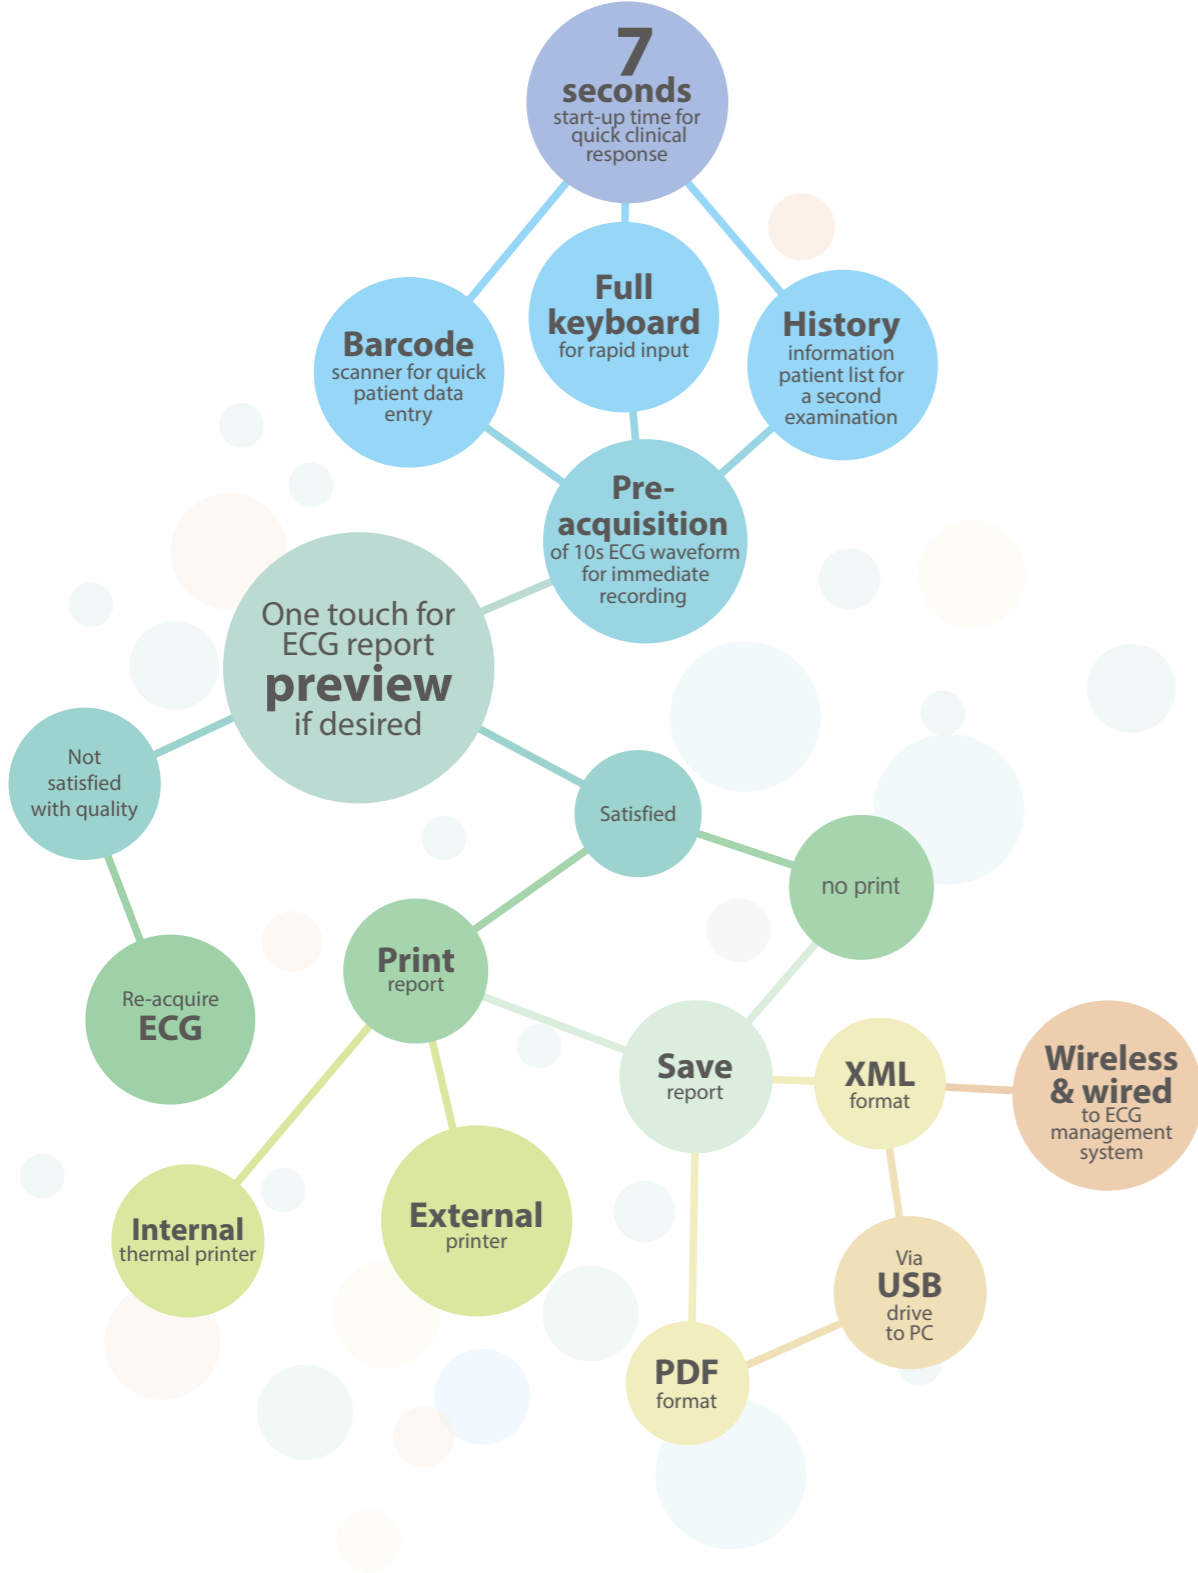 7
seconds
start-up time for
quick clinical
response
Full
keyboard
for rapid input
Barcode
scanner for quick
patient data
entry
History
information
patient list for
a second
examination
Pre-
acquisition
of 10s ECG waveform
for immediate
recording
One touch for
ECG report
preview
if desired
Not
satisfied
with quality
Satisfied
no print
Print
report
Re-acquire
ECG
Save
report
XML
format
Wireless
& wired
to ECG
management
system
Internal
thermal printer
External
printer
Via
USB
drive
to PC
PDF
format